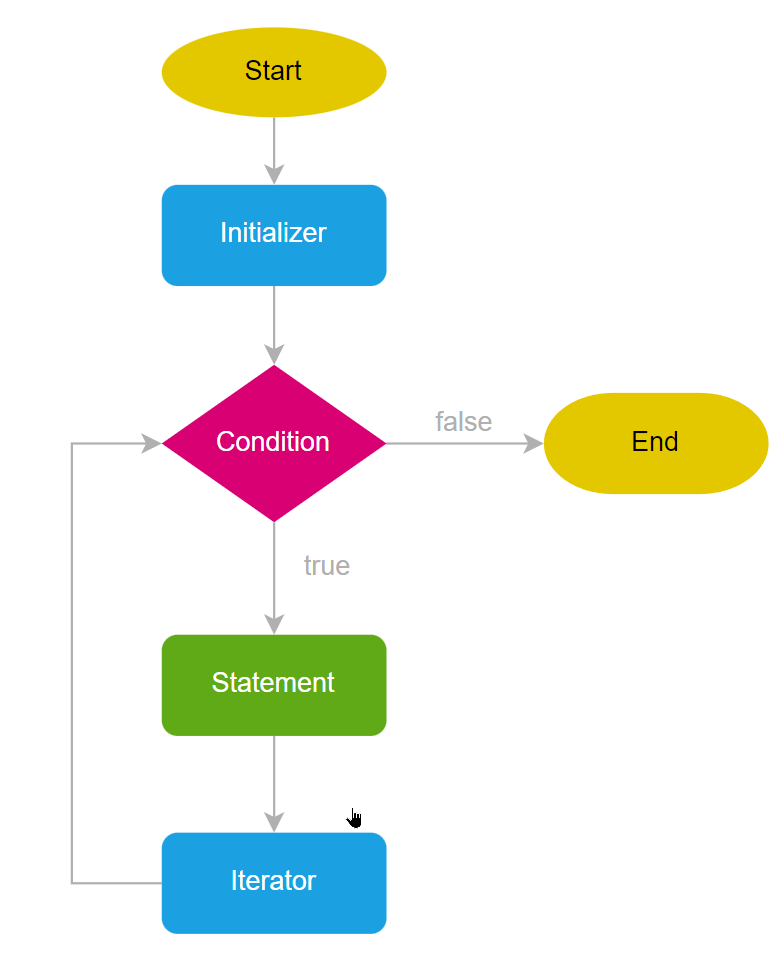 Start
Initializer
Condition
false
End
true
Statement
Iterator